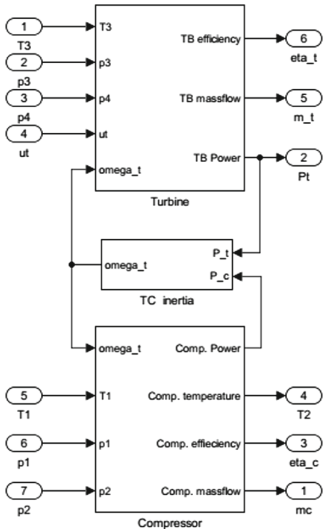 1
T3
T3
TB efficiency
6
eta_t
2
p3
p3
3
p4
p4
TB massflow
5
m_t
4
ut
ut
TB Power
2
Pt
omega_t
Turbine
P_t
omega_t
P_c
TC inertia
omega_t
Comp. Power
5
T1
T1
Comp. temperature
4
T2
6
p1
p1
Comp. effieciency
3
eta_c
7
p2
p2
Comp. massflow
1
mc
Compressor